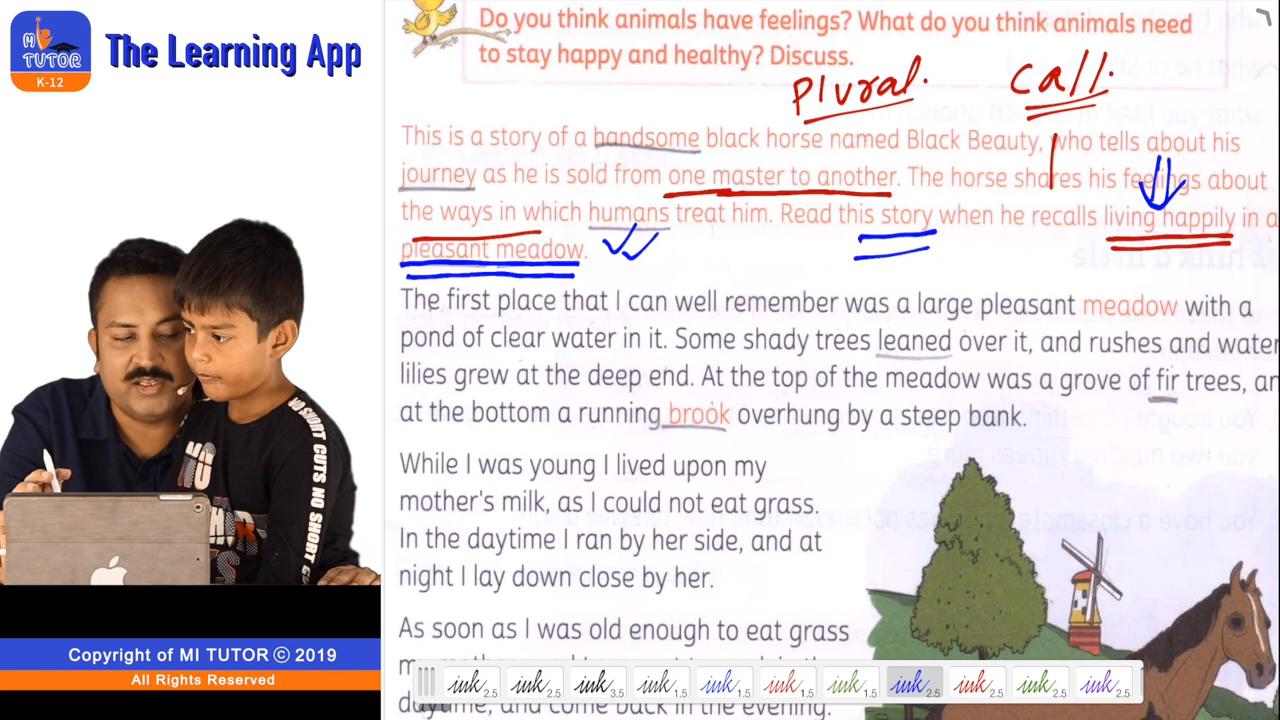 MI
TUTOR
K-12
The Learning App
Do you think animals have feelings? What do you think animals need
to stay happy and healthy? Discuss.
Plural.
Call.
This is a story of a handsome black horse named Black Beauty, who tells about his
journey as he is sold from one master to another. The horse shares his feelings about
the ways in which humans treat him. Read this story when he recalls living happily in a
pleasant meadow.
The first place that I can well remember was a large pleasant meadow with a
pond of clear water in it. Some shady trees leaned over it, and rushes and water
lilies grew at the deep end. At the top of the meadow was a grove of fir trees, an
at the bottom a running brook overhung by a steep bank.
While I was young I lived upon my
mother's milk, as I could not eat grass.
In the daytime I ran by her side, and at
night I lay down close by her.
As soon as I was old enough to eat grass
daytime, and come back in the evening.
NO SHORT CUTS NO SHORT
ink 2.5 ink 2.5 ink 3.5 ink 1.5 ink 1.5 ink 1.5 ink 1.5 ink 2.5 ink 2.5 ink 2.5 ink 2.5
Copyright of MI TUTOR © 2019
All Rights Reserved